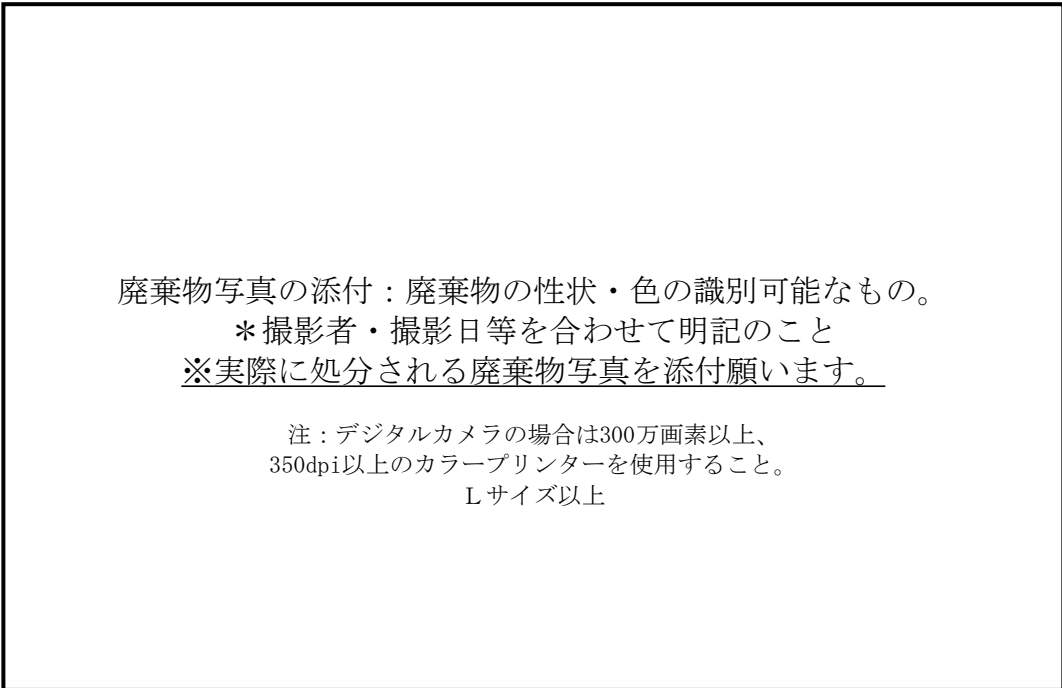 廃棄物写真の添付：廃棄物の性状・色の識別可能なもの。
＊撮影者・撮影日等を合わせて明記のこと
※実際に処分される廃棄物写真を添付願います。
注：デジタルカメラの場合は300万画素以上、
350dpi以上のカラープリンターを使用すること。
Ｌサイズ以上